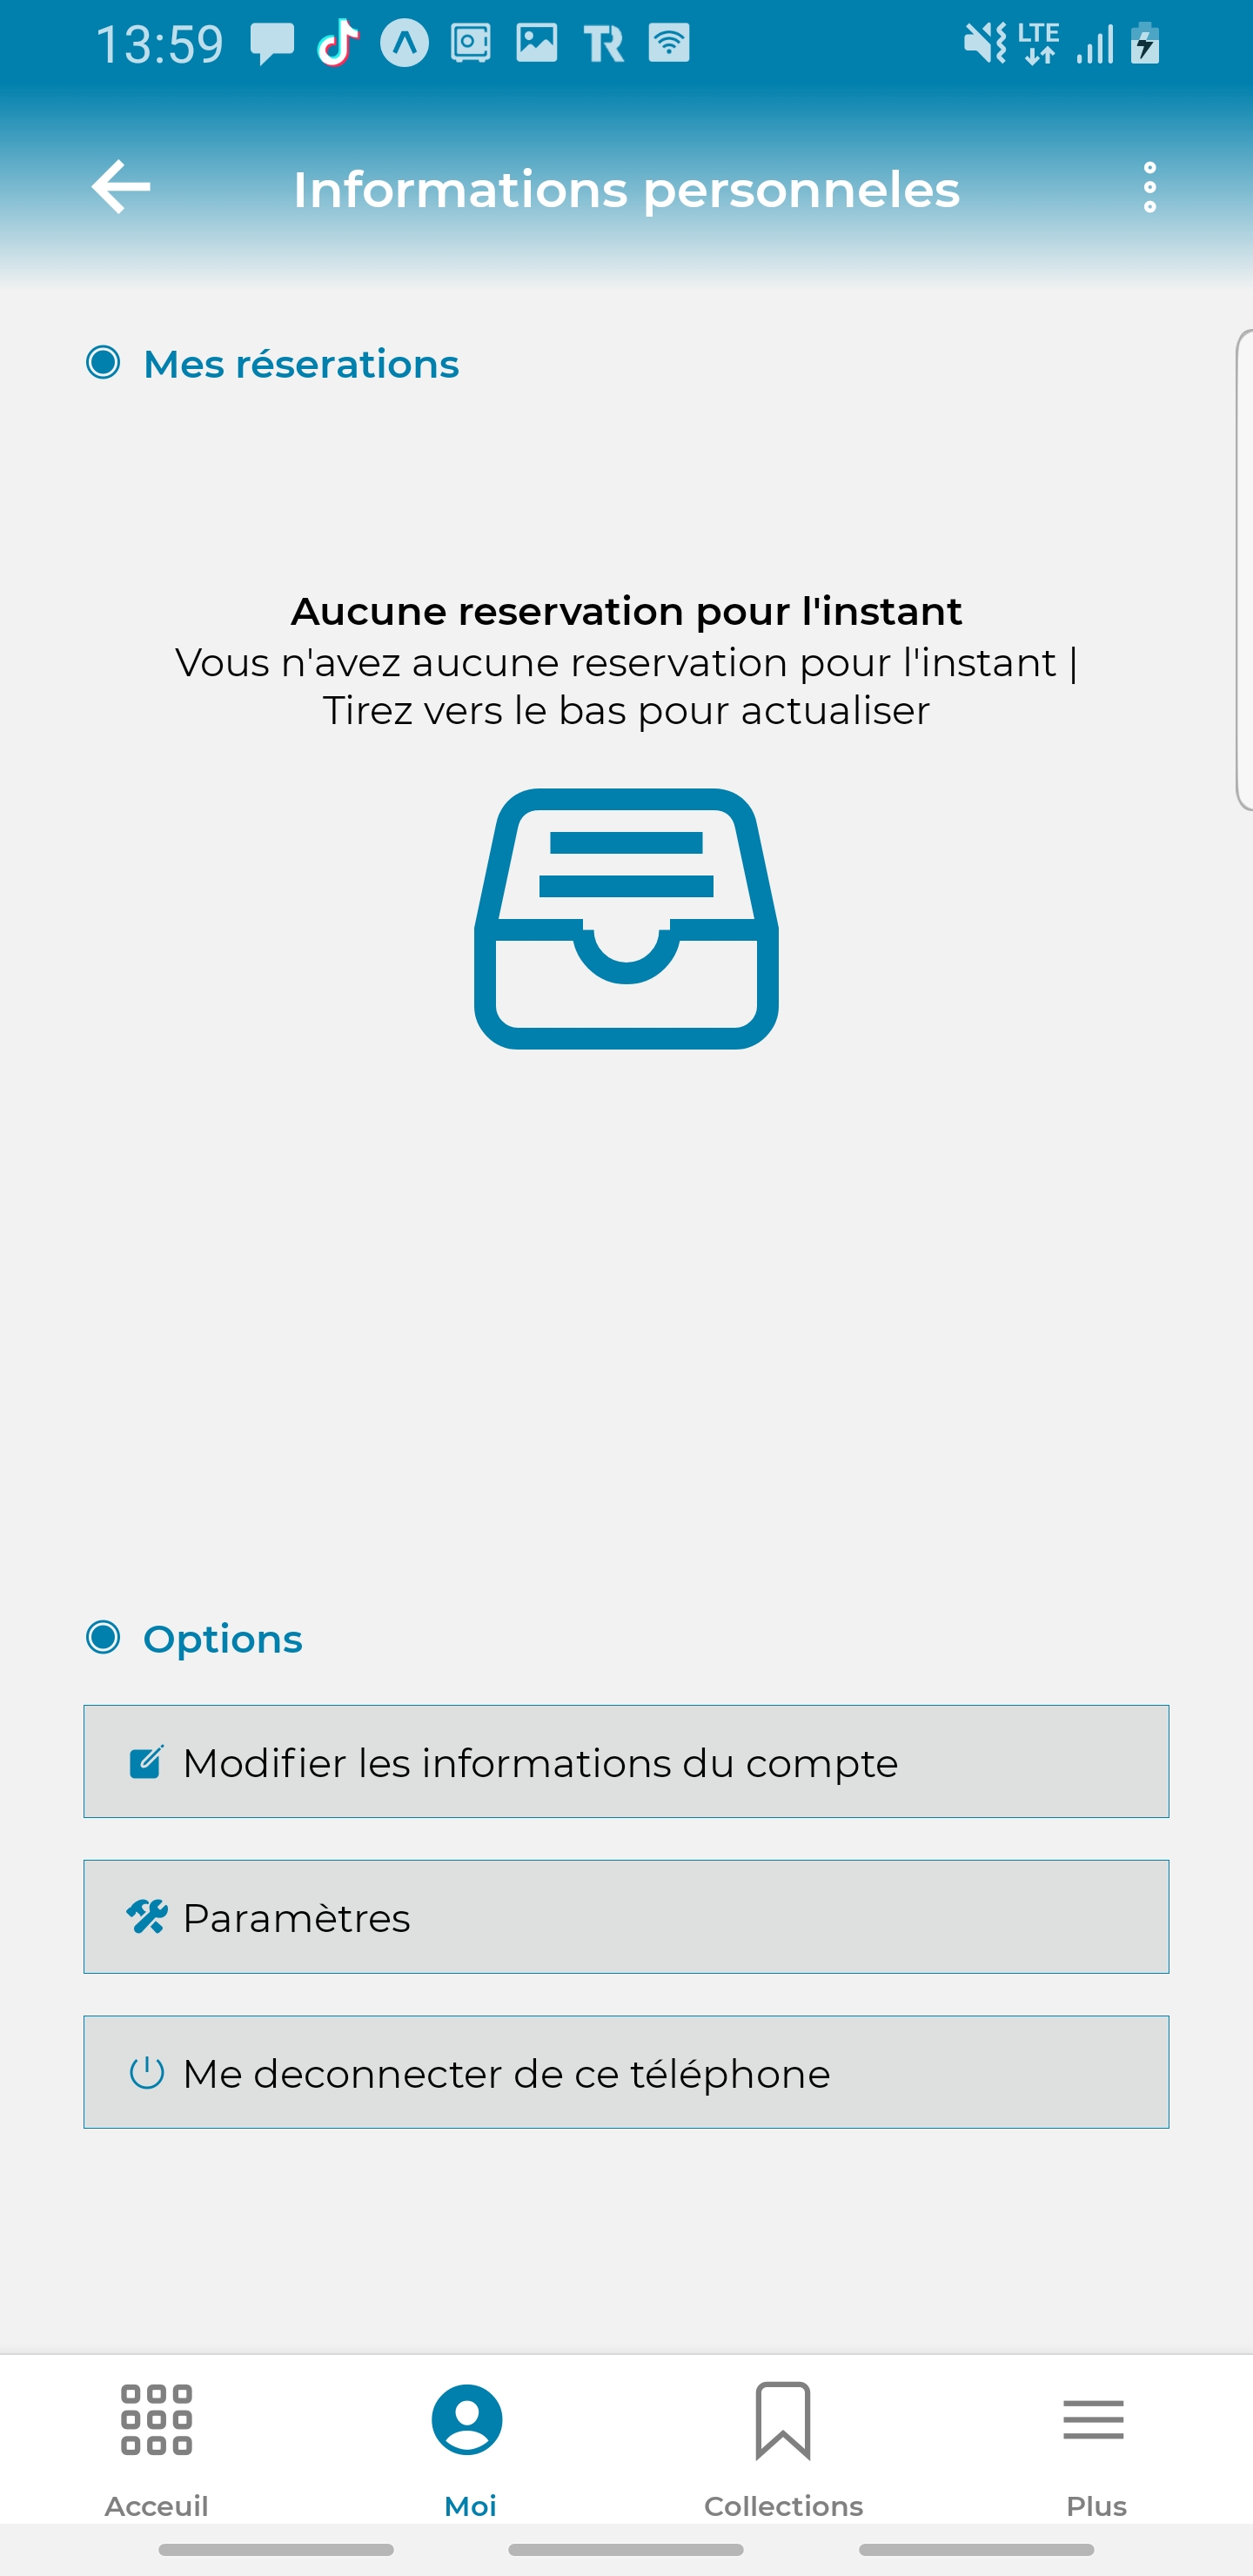 13:59
LTE
Informations personneles
Mes réserations
Aucune reservation pour l'instant
Vous n'avez aucune reservation pour l'instant |
Tirez vers le bas pour actualiser
Options
Modifier les informations du compte
Paramètres
Me deconnecter de ce téléphone
Acceuil
Moi
Collections
Plus